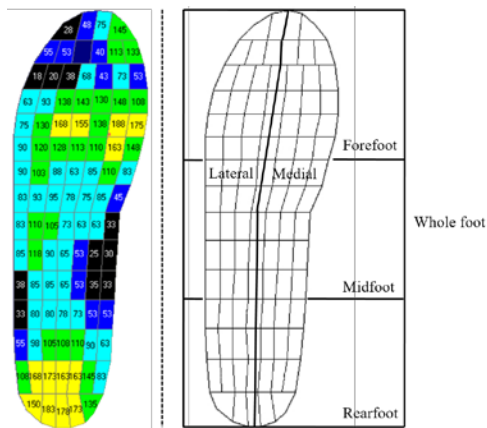 28 48 75 145
55 53 40 113 133
18 20 38 68 43 73 53
63 93 138 143 130 148 108
75 130 168 155 138 188 175
90 120 128 113 110 163 148
90 103 88 63 85 110 83
83 93 95 78 75 85 45
83 110 105 73 63 63 33
85 118 90 65 53 25 30
38 85 85 65 53 35 33
33 80 80 78 73 53 53
55 98 105 108 110 90 63
108 168 173 163 163 145 83
150 183 178 173 135
Forefoot
Lateral Medial
Whole foot
Midfoot
Rearfoot